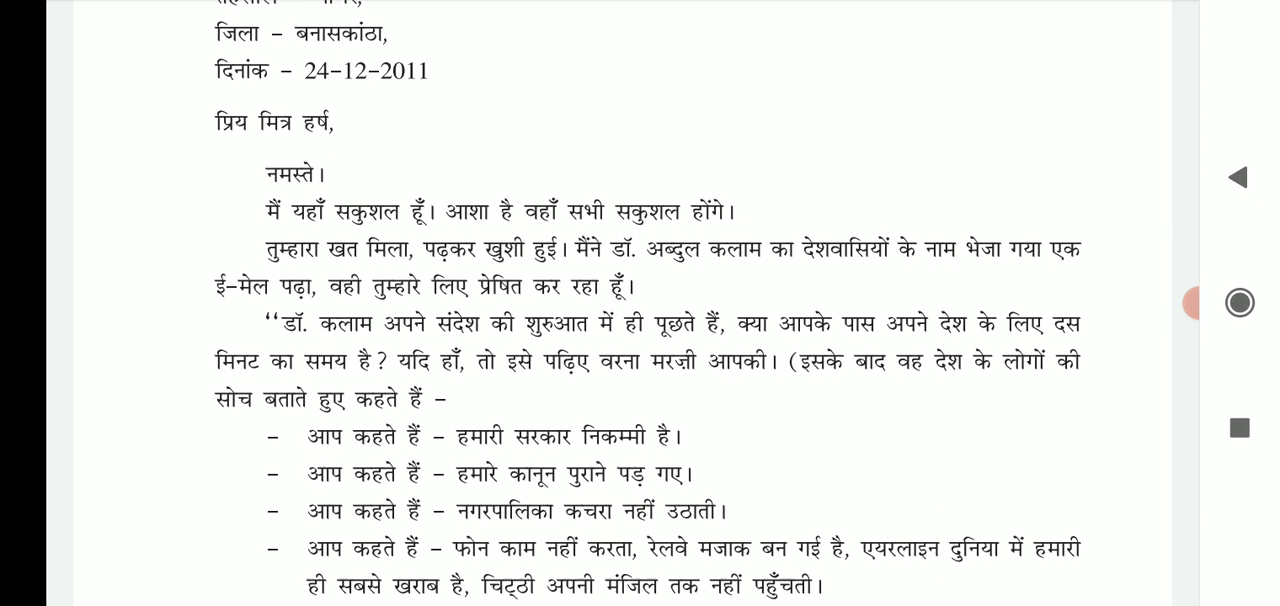 जिला – बनासकांठा,
दिनांक – 24-12-2011
प्रिय मित्र हर्ष,
नमस्ते।
मैं यहाँ सकुशल हूँ। आशा है वहाँ सभी सकुशल होंगे।
तुम्हारा खत मिला, पढ़कर खुशी हुई। मैंने डॉ. अब्दुल कलाम का देशवासियों के नाम भेजा गया एक
ई-मेल पढ़ा, वही तुम्हारे लिए प्रेषित कर रहा हूँ।
‘‘डॉ. कलाम अपने संदेश की शुरुआत में ही पूछते हैं, क्या आपके पास अपने देश के लिए दस
मिनट का समय है? यदि हाँ, तो इसे पढ़िए वरना मरज़ी आपकी। (इसके बाद वह देश के लोगों की
सोच बताते हुए कहते हैं –
– आप कहते हैं – हमारी सरकार निकम्मी है।
– आप कहते हैं – हमारे कानून पुराने पड़ गए।
– आप कहते हैं – नगरपालिका कचरा नहीं उठाती।
– आप कहते हैं – फोन काम नहीं करता, रेलवे मजाक बन गई है, एयरलाइन दुनिया में हमारी
ही सबसे खराब है, चिट्ठी अपनी मंजिल तक नहीं पहुँचती।